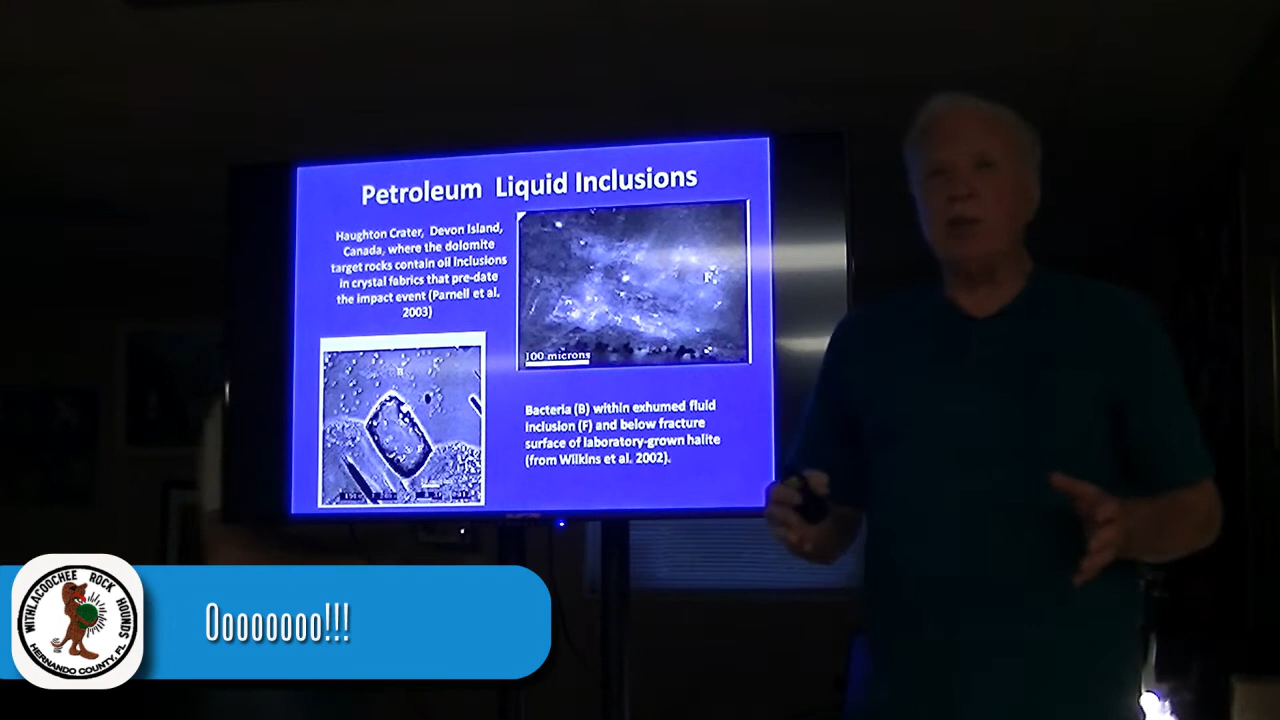 Petroleum Liquid Inclusions
Haughton Crater, Devon Island,
Canada, where the dolomite
target rocks contain oil inclusions
in crystal fabrics that pre-date
the impact event (Parnell et al.
2003)
F
100 microns
B
Bacteria (B) within exhumed fluid
inclusion (F) and below fracture
surface of laboratory-grown halite
(from Wilkins et al. 2002).
WITHLACOOCHEE ROCK HOUNDS
HERNANDO COUNTY, FL
Oooooooo!!!